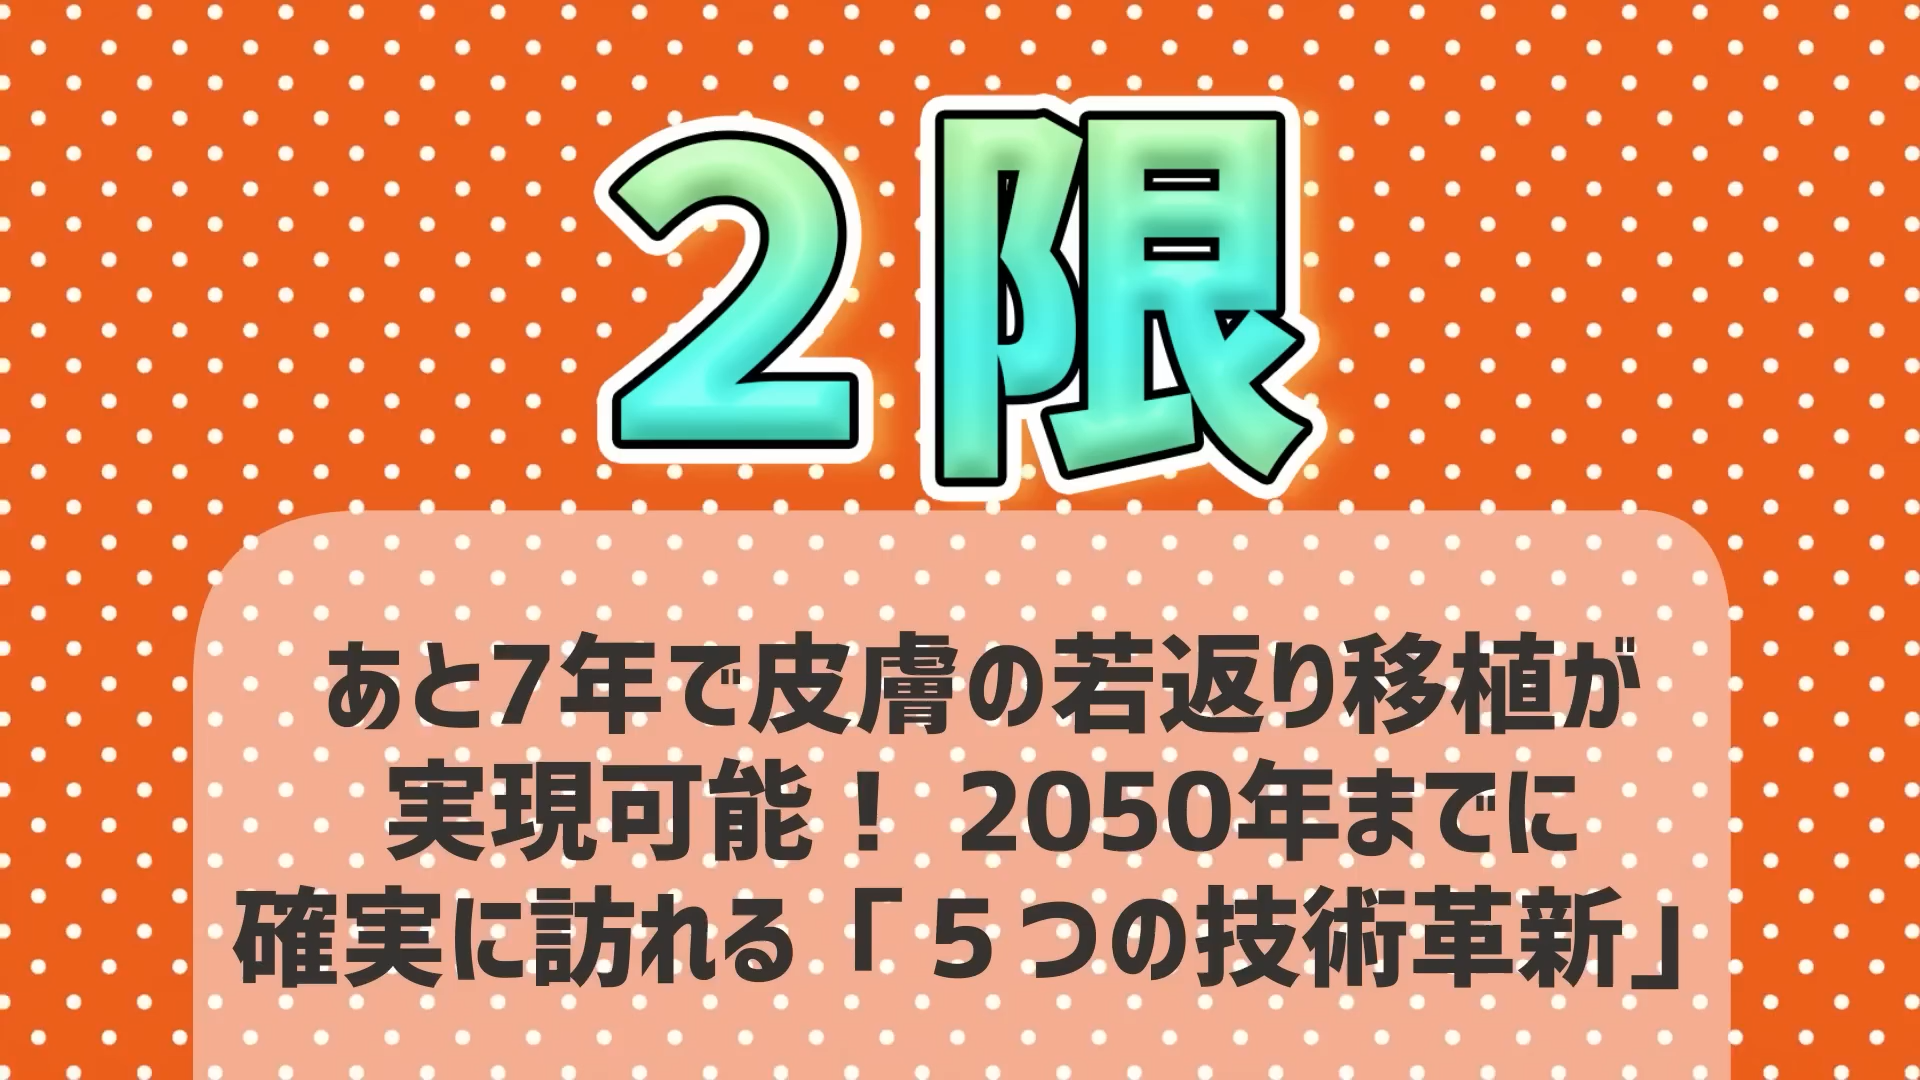 2限
あと7年で皮膚の若返り移植が
実現可能！ 2050年までに
確実に訪れる「５つの技術革新」